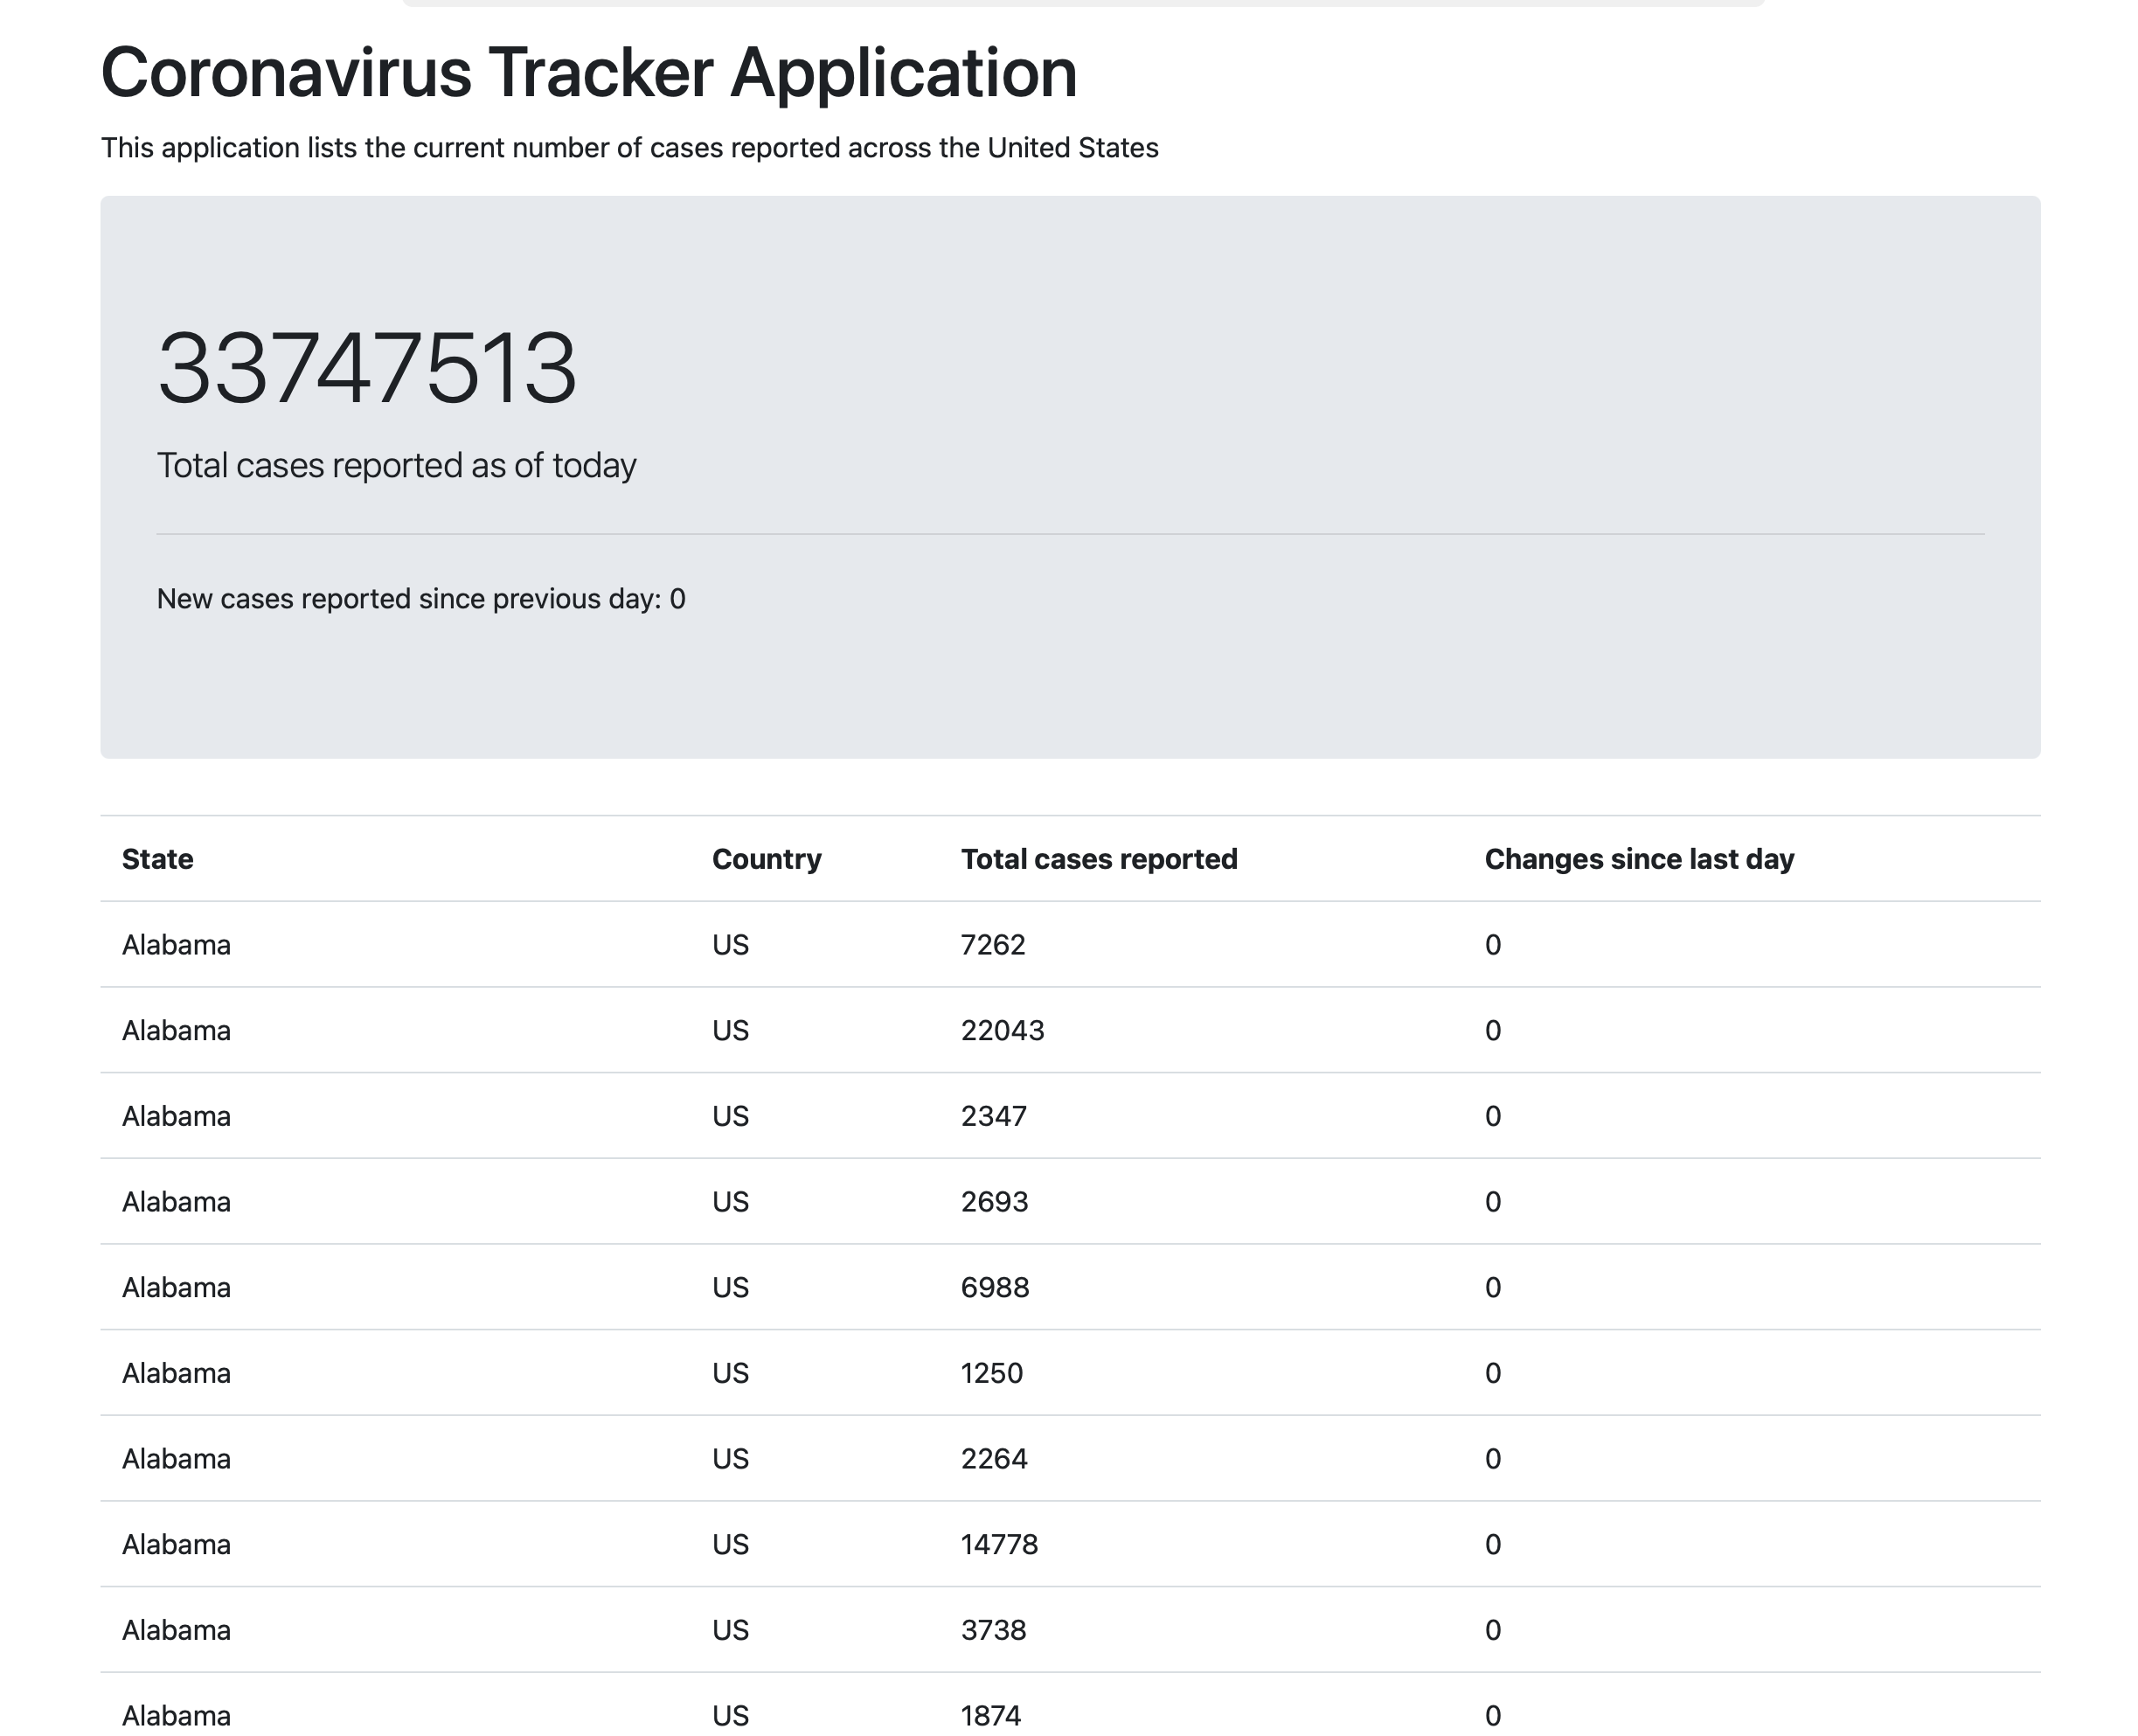 Coronavirus Tracker Application
This application lists the current number of cases reported across the United States
33747513
Total cases reported as of today
New cases reported since previous day: 0
State Country Total cases reported Changes since last day
Alabama US 7262 0
Alabama US 22043 0
Alabama US 2347 0
Alabama US 2693 0
Alabama US 6988 0
Alabama US 1250 0
Alabama US 2264 0
Alabama US 14778 0
Alabama US 3738 0
Alabama US 1874 0